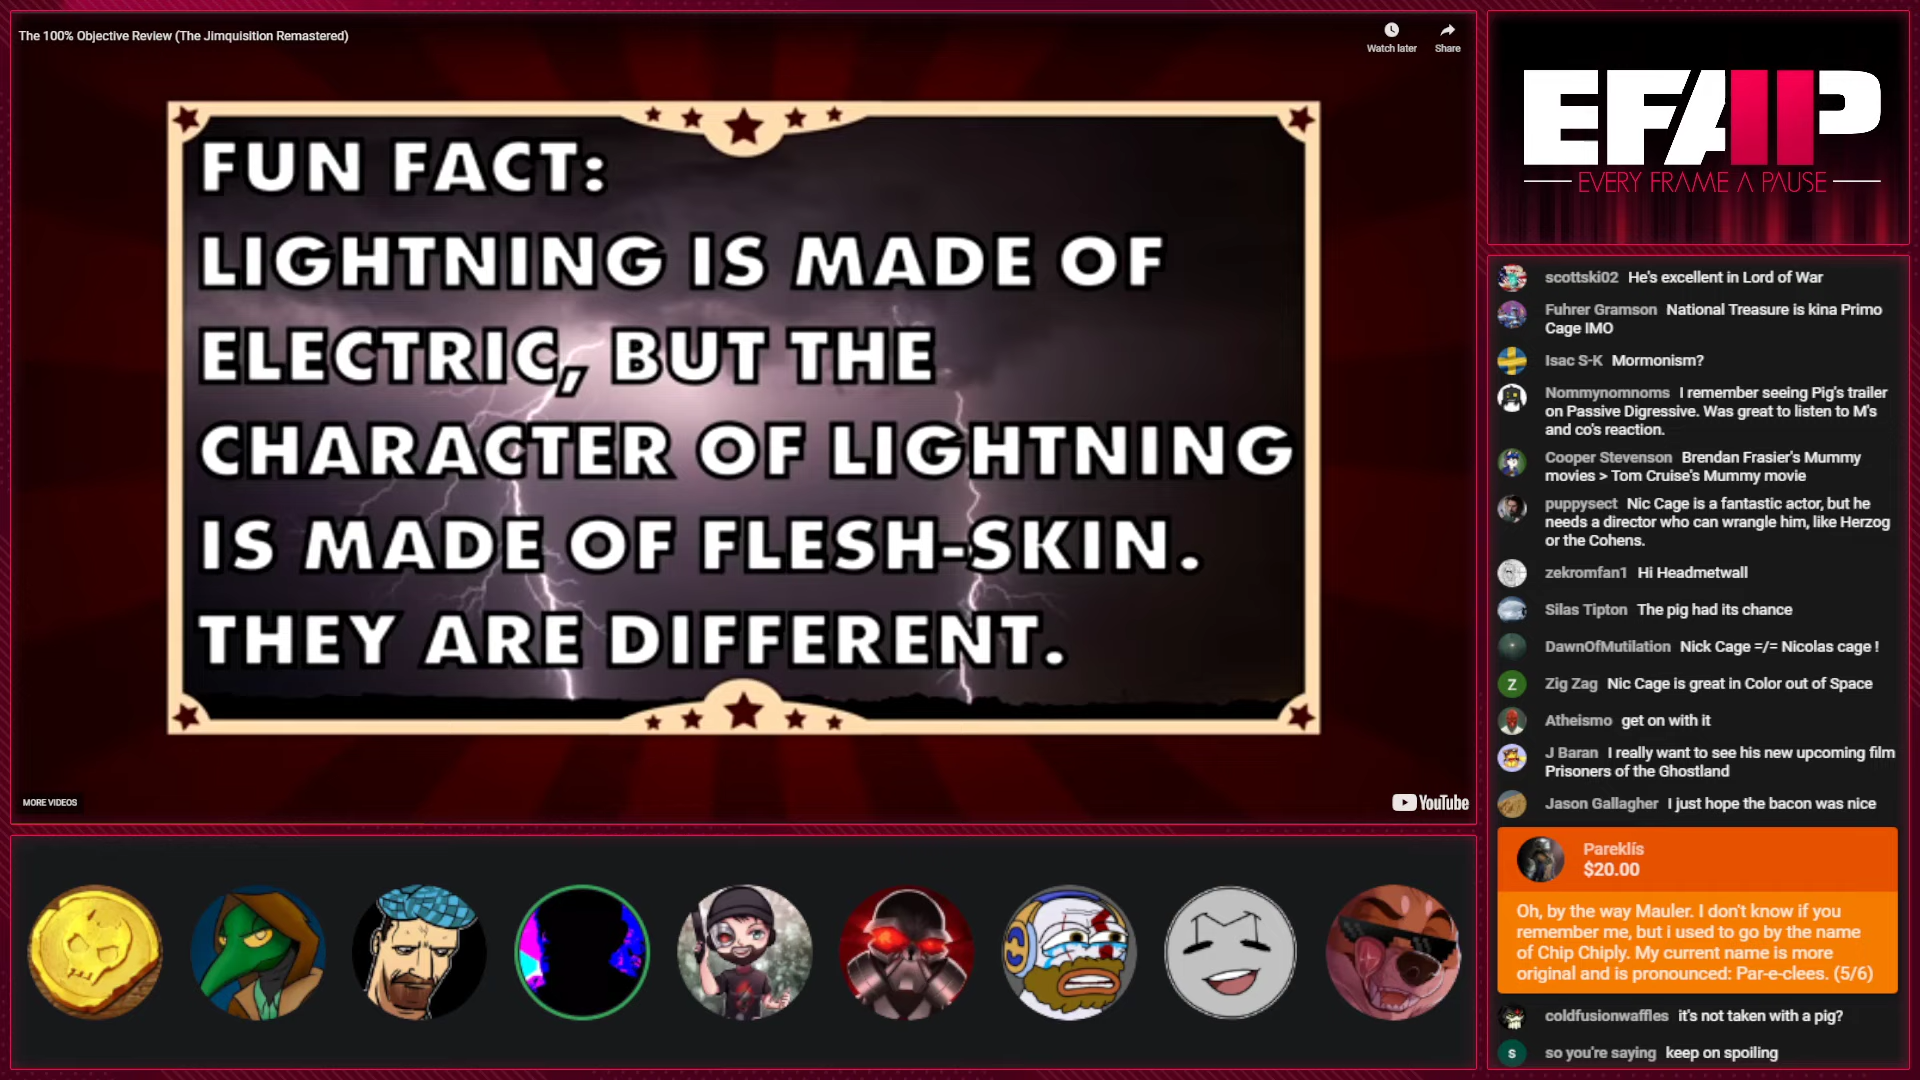 The 100% Objective Review (The Jimquisition Remastered)
Watch later
Share
FUN FACT:
LIGHTNING IS MADE OF
ELECTRIC, BUT THE
CHARACTER OF LIGHTNING
IS MADE OF FLESH-SKIN.
THEY ARE DIFFERENT.
MORE VIDEOS
YouTube
EFAP
EVERY FRAME A PAUSE
scottski02 He's excellent in Lord of War
Fuhrer Gramson National Treasure is kina Primo
Cage IMO
Isac S-K Mormonism?
Nommynomnoms I remember seeing Pig's trailer
on Passive Digressive. Was great to listen to M's
and co's reaction.
Cooper Stevenson Brendan Frasier's Mummy
movies > Tom Cruise's Mummy movie
puppysect Nic Cage is a fantastic actor, but he
needs a director who can wrangle him, like Herzog
or the Cohens.
zekromfan1 Hi Headmetwall
Silas Tipton The pig had its chance
DawnOfMutilation Nick Cage =/= Nicolas cage !
Z
Zig Zag Nic Cage is great in Color out of Space
Atheismo get on with it
J Baran I really want to see his new upcoming film
Prisoners of the Ghostland
Jason Gallagher I just hope the bacon was nice
Pareklís
$20.00
Oh, by the way Mauler. I don't know if you
remember me, but i used to go by the name
of Chip Chiply. My current name is more
original and is pronounced: Par-e-clees. (5/6)
coldfusionwaffles it's not taken with a pig?
s
so you're saying keep on spoiling